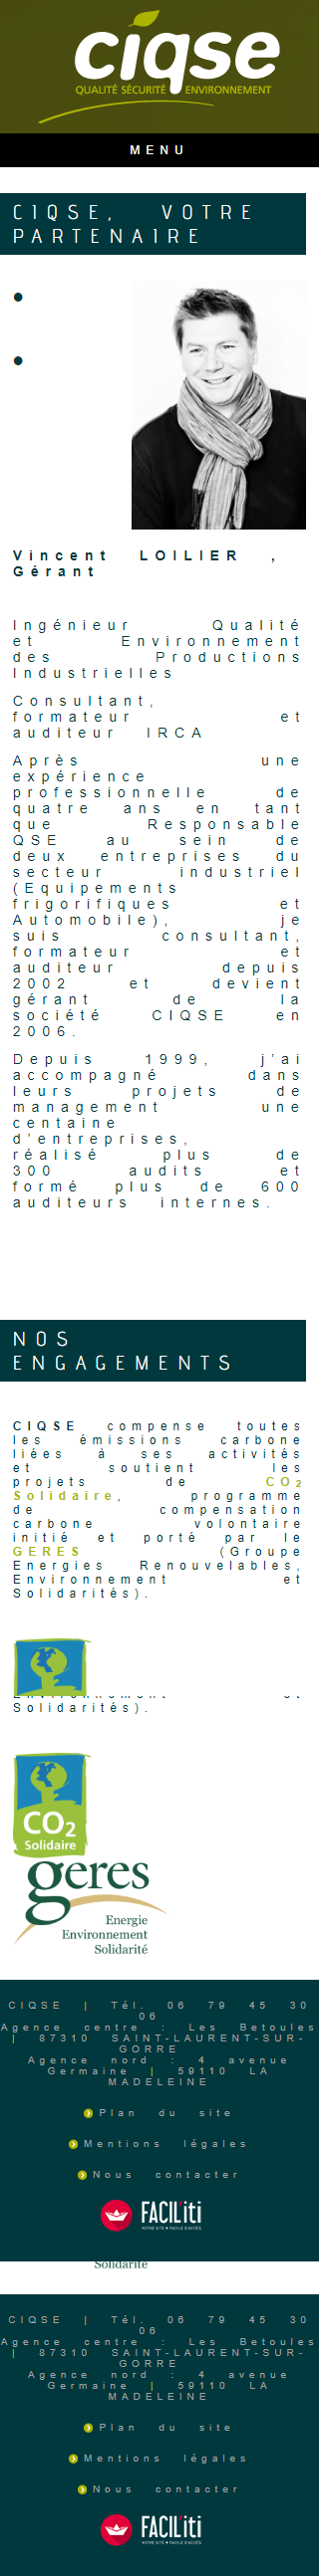 ciqse
QUALITÉ SÉCURITÉ ENVIRONNEMENT
MENU
CIQSE, VOTRE
PARTENAIRE
Vincent LOILIER ,
Gérant
Ingénieur Qualité
et Environnement
des Productions
Industrielles
Consultant,
formateur et
auditeur IRCA
Après une
expérience
professionnelle de
quatre ans en tant
que Responsable
QSE au sein de
deux entreprises du
secteur industriel
(Equipements
frigorifiques et
Automobile), je
suis consultant,
formateur et
auditeur depuis
2002 et devient
gérant de la
société CIQSE en
2006.
Depuis 1999, j'ai
accompagné dans
leurs projets de
management une
centaine
d'entreprises,
réalisé plus de
300 audits et
formé plus de 600
auditeurs internes.
NOS
ENGAGEMENTS
CIQSE compense toutes
les émissions carbone
liées à ses activités
et soutient les
projets de CO2
Solidaire, programme
de compensation
carbone volontaire
initié et porté par le
GERES (Groupe
Energies Renouvelables,
Environnement et
Solidarités).
Solidarités).
CO2
Solidaire
geres
Energie
Environnement
Solidarité
CIQSE | Tél. 06 79 45 30
06
Agence centre : Les Betoules
| 87310 SAINT-LAURENT-SUR-
GORRE
Agence nord : 4 avenue
Germaine | 59110 LA
MADELEINE
Plan du site
Mentions légales
Nous contacter
FACIL'iti
VOTRE SITE + FACILE D'ACCÈS
Solidarité
CIQSE | Tél. 06 79 45 30
06
Agence centre : Les Betoules
| 87310 SAINT-LAURENT-SUR-
GORRE
Agence nord : 4 avenue
Germaine | 59110 LA
MADELEINE
Plan du site
Mentions légales
Nous contacter
FACIL'iti
VOTRE SITE + FACILE D'ACCÈS